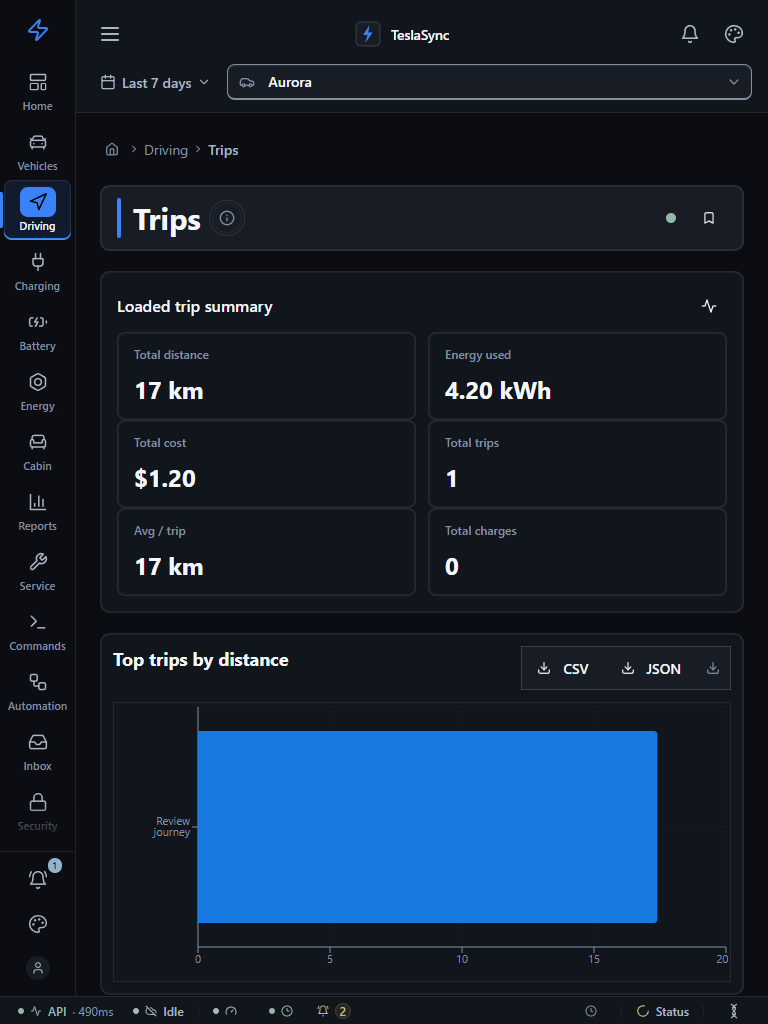 TeslaSync
Last 7 days
Aurora
Home
Vehicles
Driving
Charging
Battery
Energy
Cabin
Reports
Service
Commands
Automation
Inbox
Security
1
Driving
Trips
Trips
Loaded trip summary
Total distance
17 km
Energy used
4.20 kWh
Total cost
$1.20
Total trips
1
Avg / trip
17 km
Total charges
0
Top trips by distance
CSV
JSON
Review
journey
0
5
10
15
20
API · 490ms
Idle
2
Status